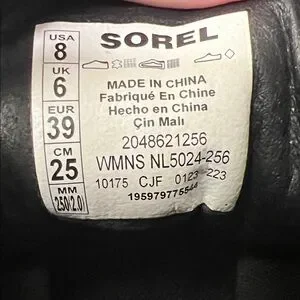 USA
8
UK
6
EUR
39
CM
25
MM
250(2.0)
SOREL
MADE IN CHINA
Fabriqué En Chine
Hecho en China
Çin Malı
2048621256
WMNS NL5024-256
10175 CJF 0123 223